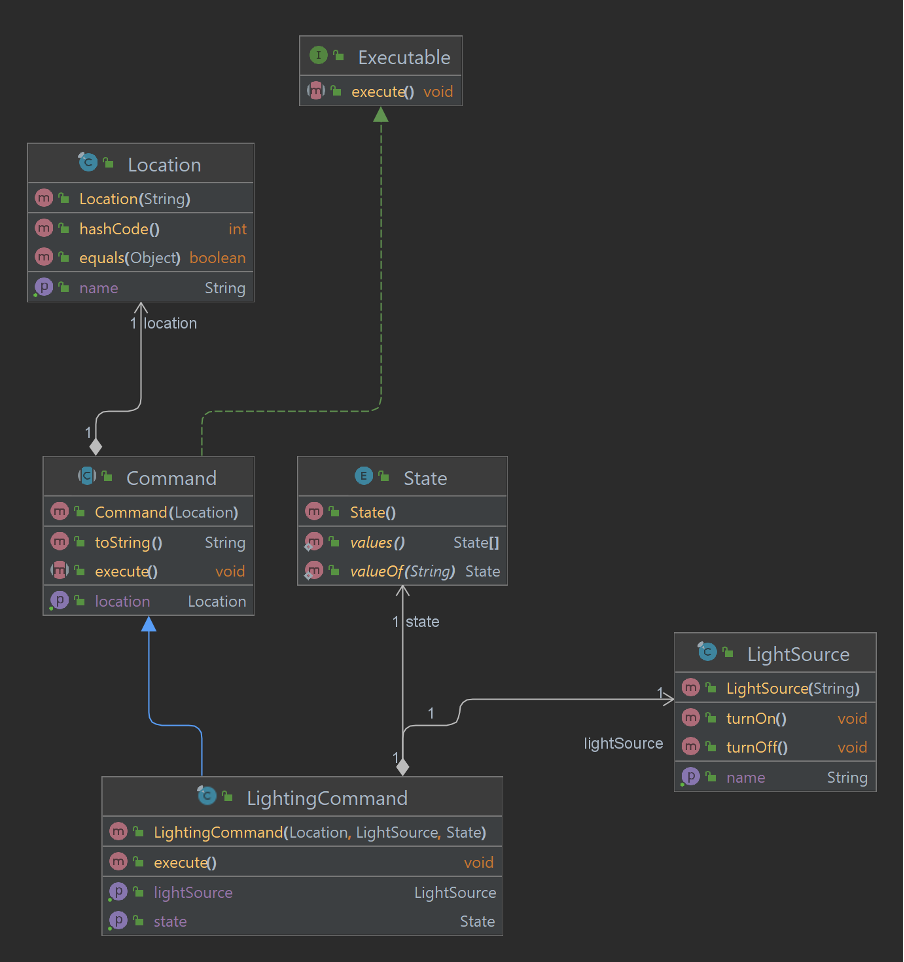 I Executable
m execute() void
C Location
m Location(String)
m hashCode() int
m equals(Object) boolean
p name String
1 location
1
C Command
m Command(Location)
m toString() String
m execute() void
p location Location
E State
m State()
m values() State[]
m valueOf(String) State
1 state
C LightSource
m LightSource(String)
m turnOn() void
m turnOff() void
p name String
1
1
lightSource
1
C LightingCommand
m LightingCommand(Location, LightSource, State)
m execute() void
p lightSource LightSource
p state State